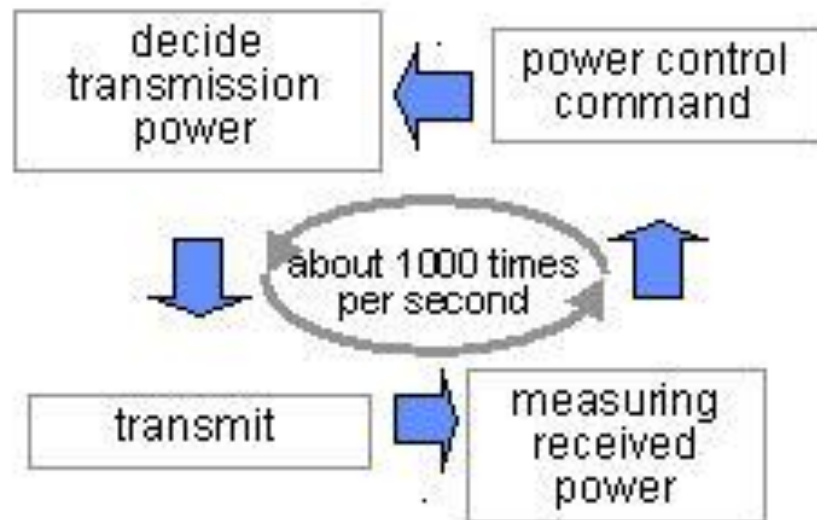 decide
transmission
power
power control
command
about 1000 times
per second
transmit
measuring
received
power